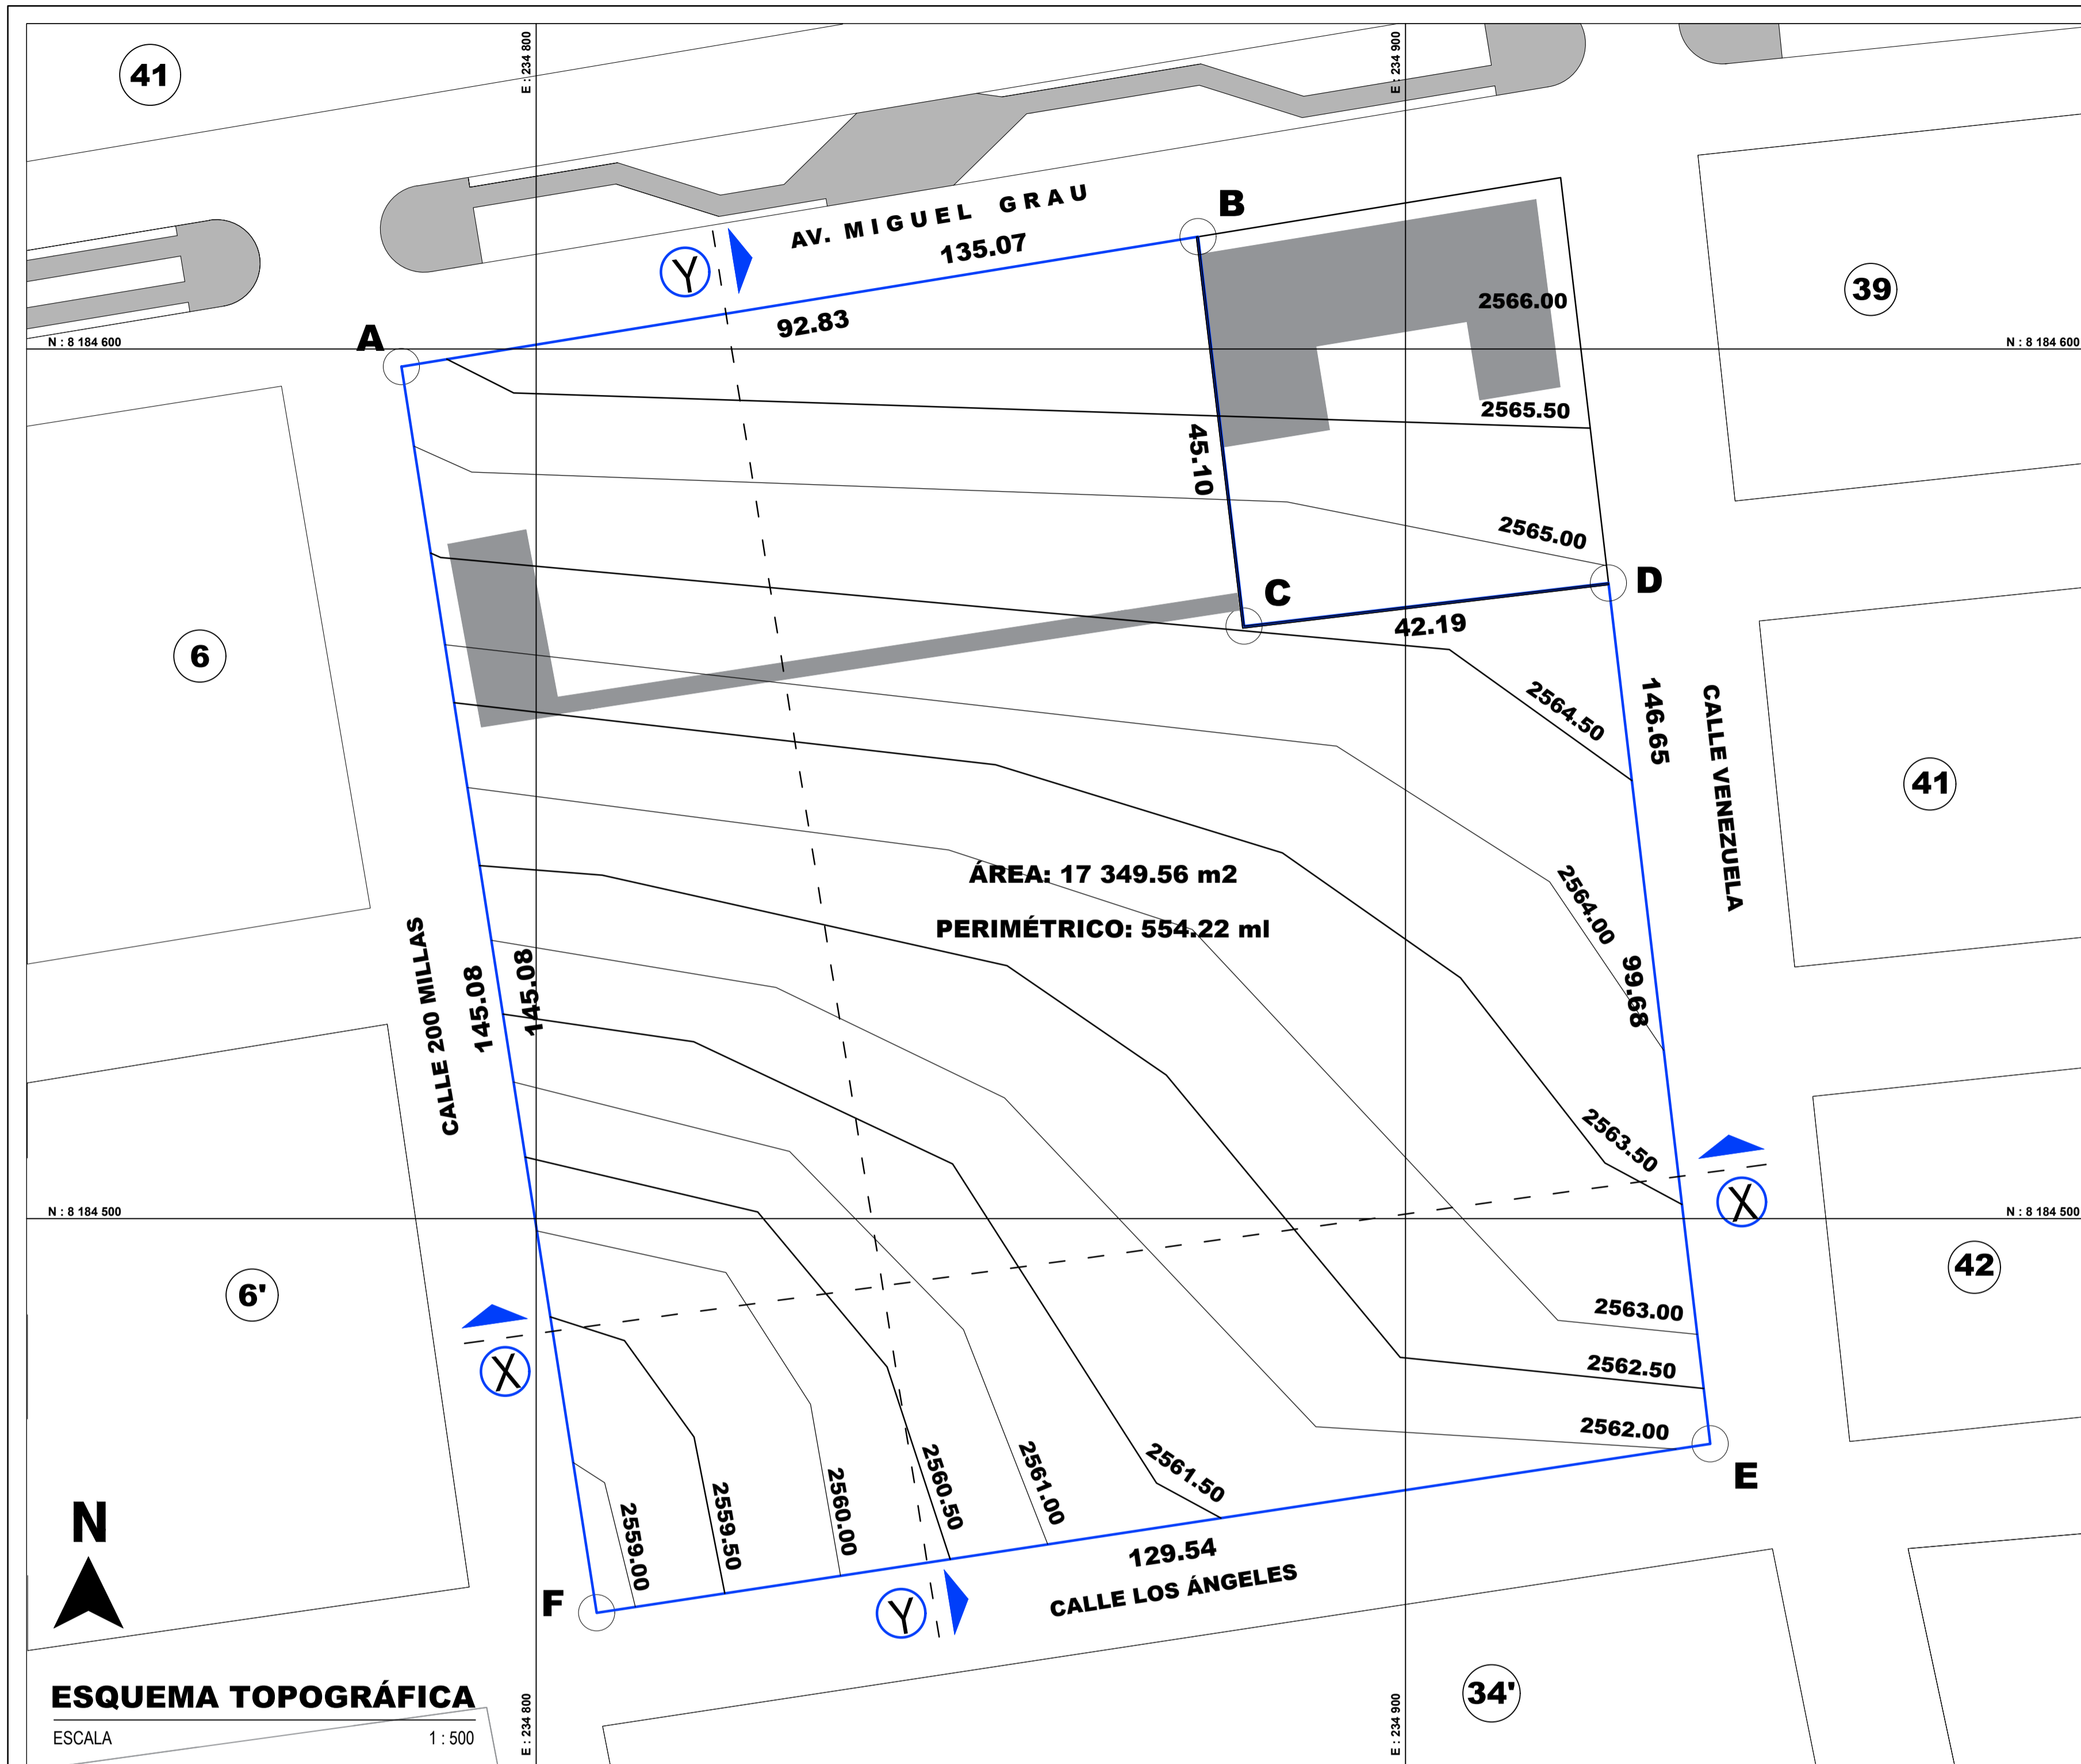 41
E : 234 800
E : 234 900
AV. MIGUEL GRAU
135.07
B
Y
92.83
2566.00
39
A
N : 8 184 600
N : 8 184 600
2565.50
45.10
2565.00
C
D
42.19
6
2564.50
146.65
CALLE VENEZUELA
41
ÁREA: 17 349.56 m2
PERIMÉTRICO: 554.22 ml
2564.00
99.68
CALLE 200 MILLAS
145.08
145.08
2563.50
X
N : 8 184 500
N : 8 184 500
6'
42
2563.00
X
2562.50
2562.00
E
2561.50
2561.00
2560.50
2560.00
2559.50
2559.00
N
129.54
CALLE LOS ÁNGELES
F
Y
ESQUEMA TOPOGRÁFICA
ESCALA 1 : 500
E : 234 800
E : 234 900
34'